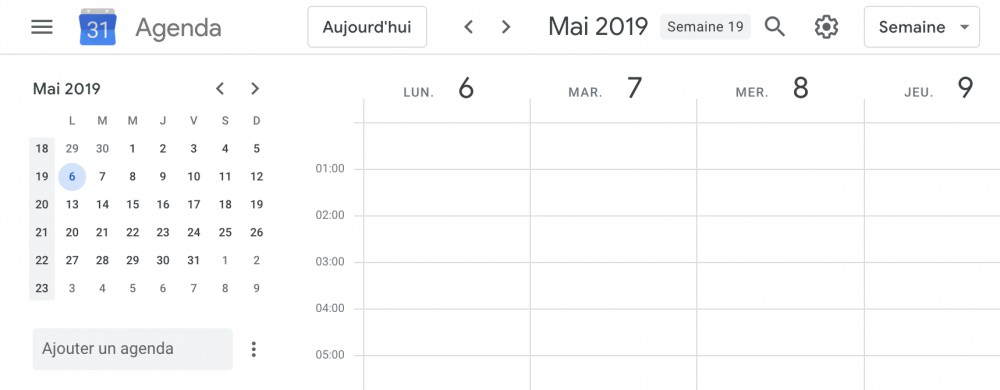 31 Agenda Aujourd'hui Mai 2019 Semaine 19 Semaine
Mai 2019
L M M J V S D
18 29 30 1 2 3 4 5
19 6 7 8 9 10 11 12
20 13 14 15 16 17 18 19
21 20 21 22 23 24 25 26
22 27 28 29 30 31 1 2
23 3 4 5 6 7 8 9
Ajouter un agenda
LUN. 6 MAR. 7 MER. 8 JEU. 9
01:00
02:00
03:00
04:00
05:00